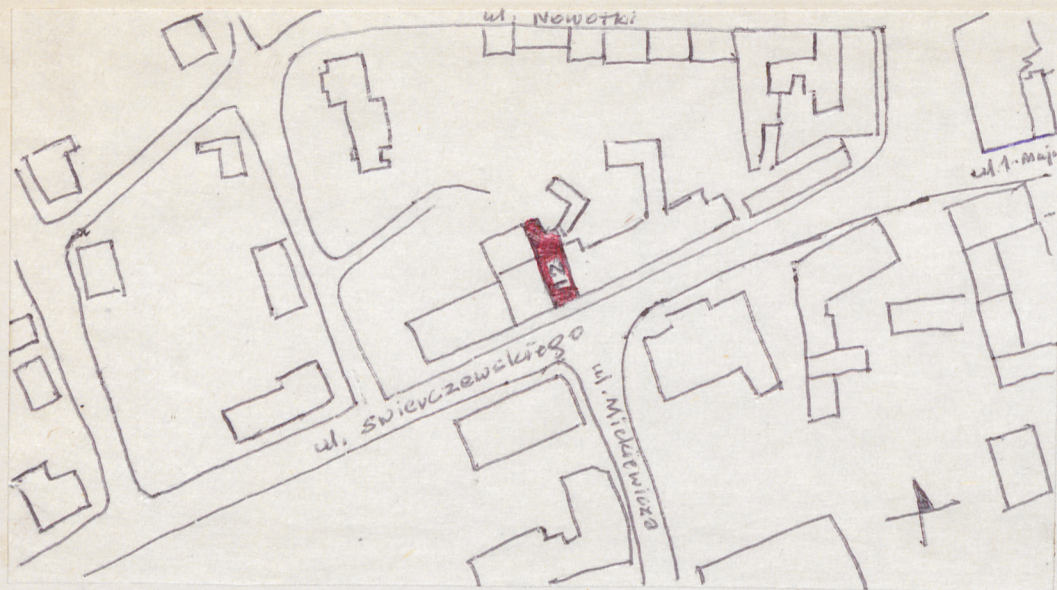 ul. Nowotki
ul. 1-Maja
12
ul. Świerczewskiego
ul. Mickiewicza